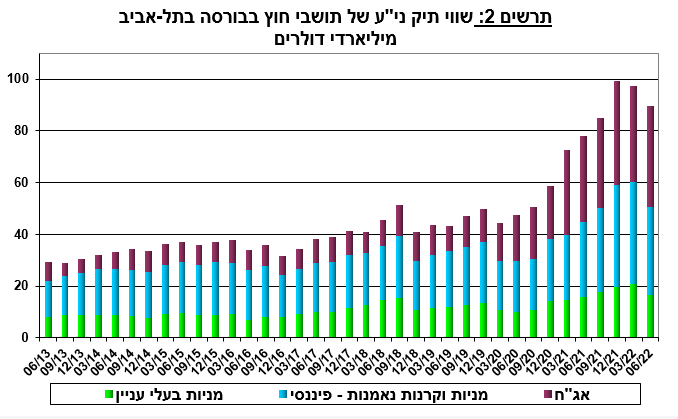 תרשים 2: שווי תיק ני"ע של תושבי חוץ בבורסה בתל-אביב
מיליארדי דולרים
100
80
60
40
20
0
06/13 09/13 12/13 03/14 06/14 09/14 12/14 03/15 06/15 09/15 12/15 03/16 06/16 09/16 12/16 03/17 06/17 09/17 12/17 03/18 06/18 09/18 12/18 03/19 06/19 09/19 12/19 03/20 06/20 09/20 12/20 03/21 06/21 09/21 12/21 03/22 06/22
אג"ח מניות וקרנות נאמנות - פיננסי מניות בעלי עניין